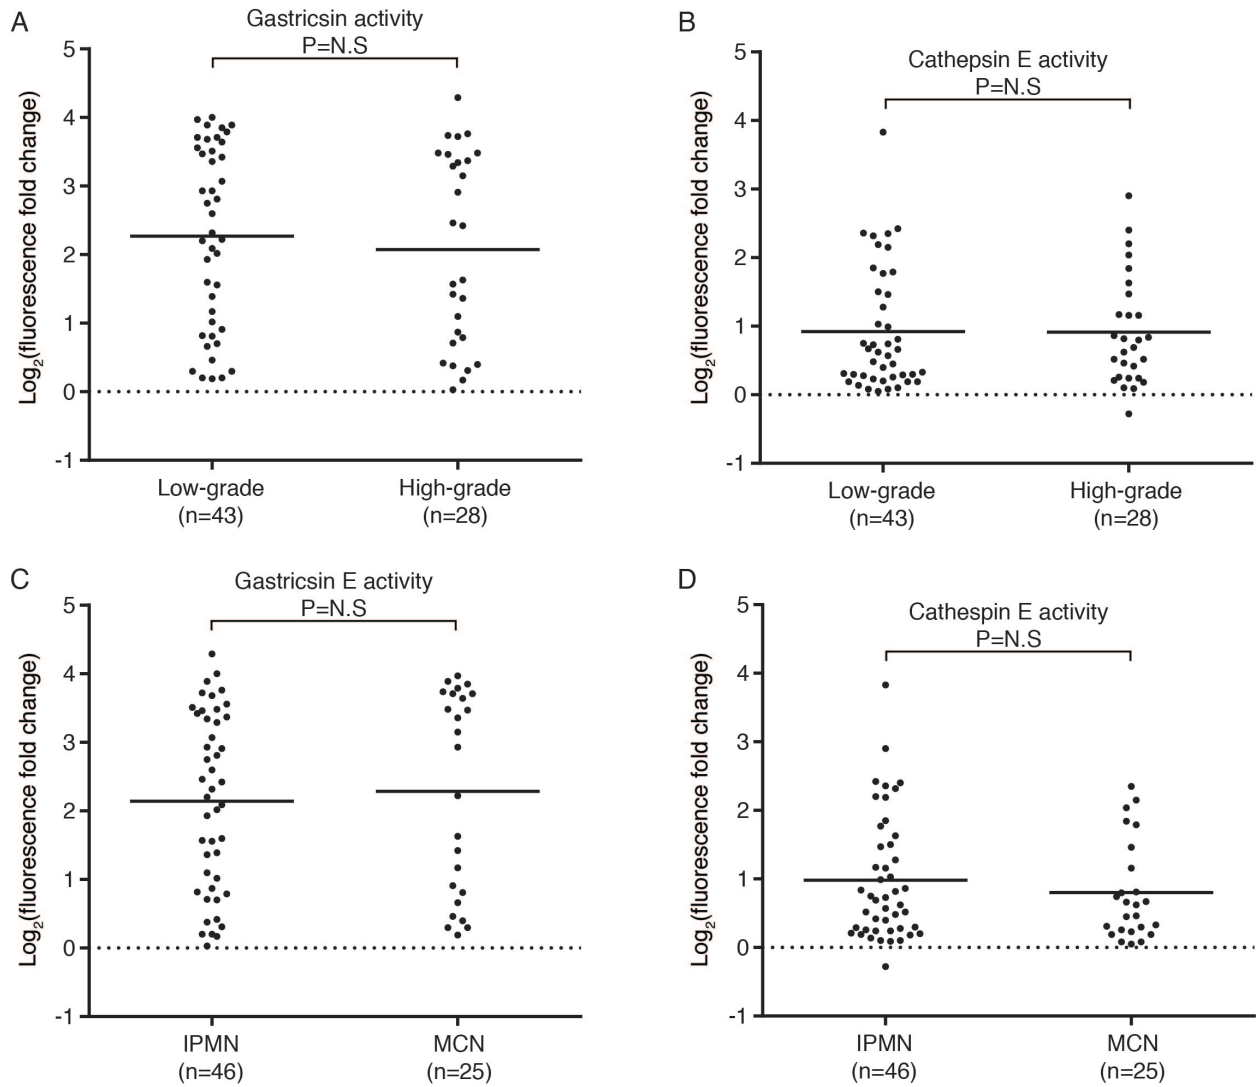 A
Gastricsin activity
P=N.S
Log2(fluorescence fold change)
5
4
3
2
1
0
-1
Low-grade
(n=43)
High-grade
(n=28)
B
Cathepsin E activity
P=N.S
Log2(fluorescence fold change)
5
4
3
2
1
0
-1
Low-grade
(n=43)
High-grade
(n=28)
C
Gastricsin E activity
P=N.S
Log2(fluorescence fold change)
5
4
3
2
1
0
-1
IPMN
(n=46)
MCN
(n=25)
D
Cathespin E activity
P=N.S
Log2(fluorescence fold change)
5
4
3
2
1
0
-1
IPMN
(n=46)
MCN
(n=25)